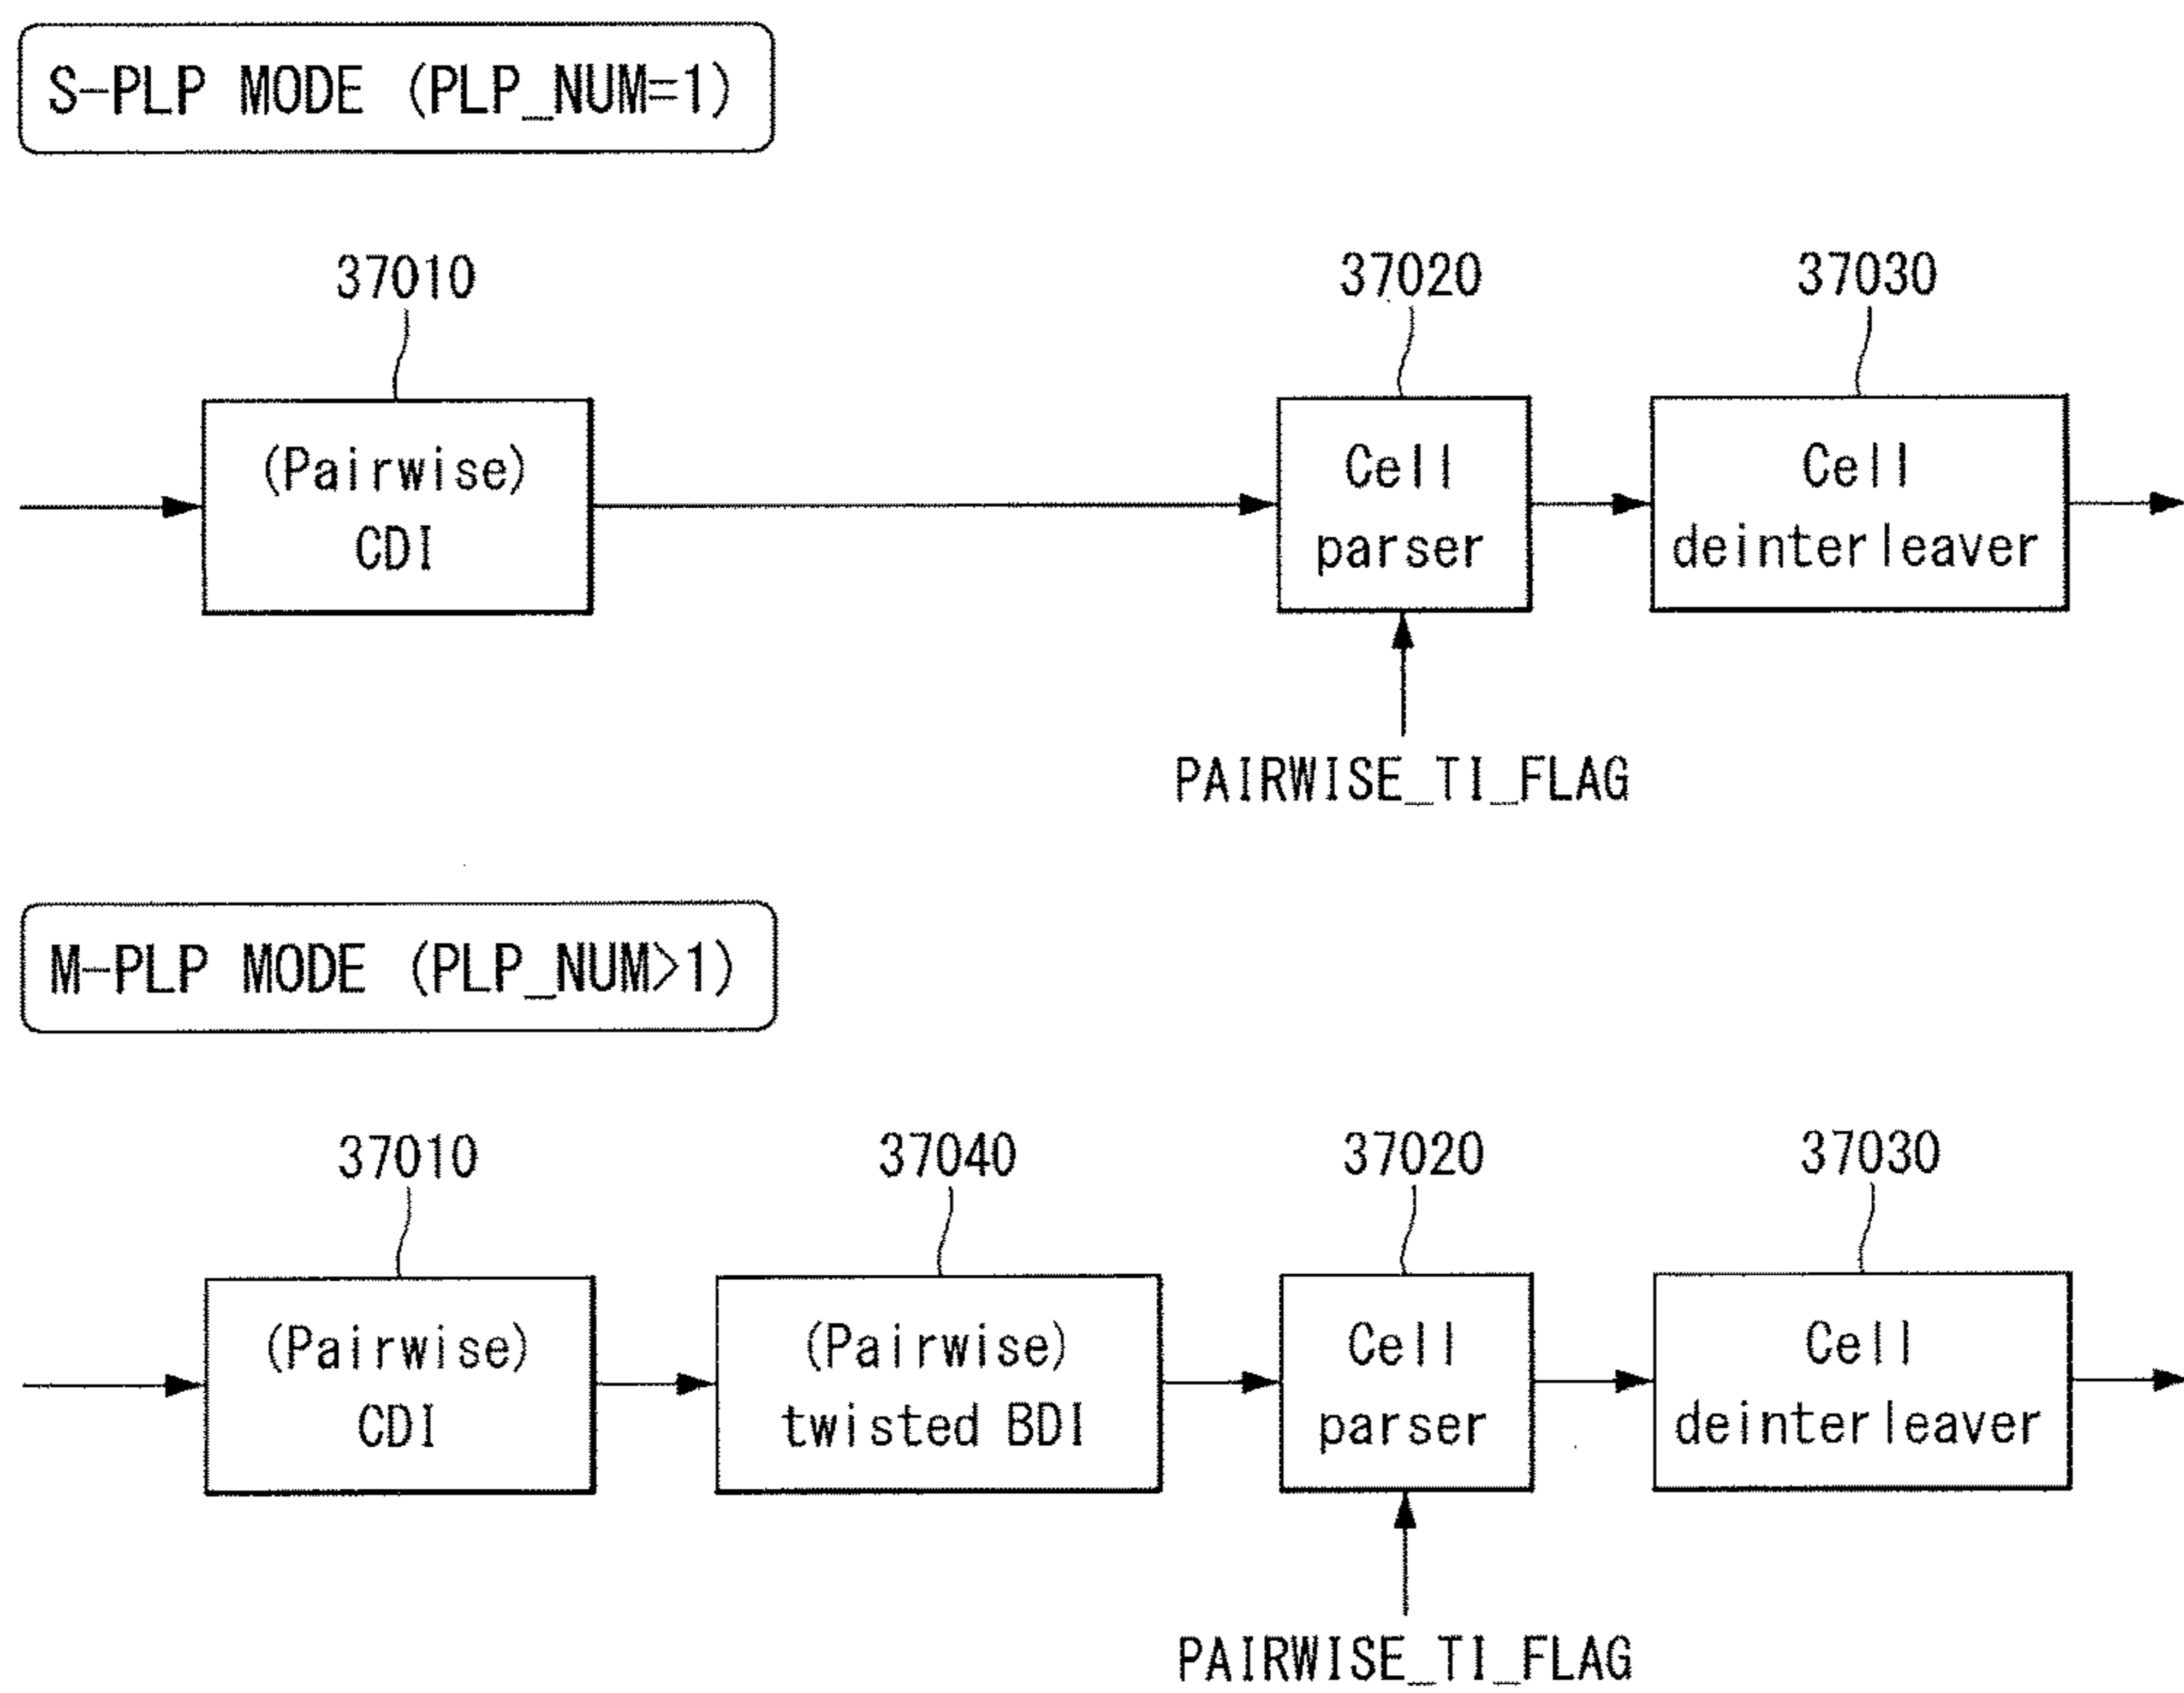 S-PLP MODE (PLP_NUM=1)
37010
37020
37030
(Pairwise)
CDI
Cell
parser
Cell
deinterleaver
PAIRWISE_TI_FLAG
M-PLP MODE (PLP_NUM>1)
37010
37040
37020
37030
(Pairwise)
CDI
(Pairwise)
twisted BDI
Cell
parser
Cell
deinterleaver
PAIRWISE_TI_FLAG